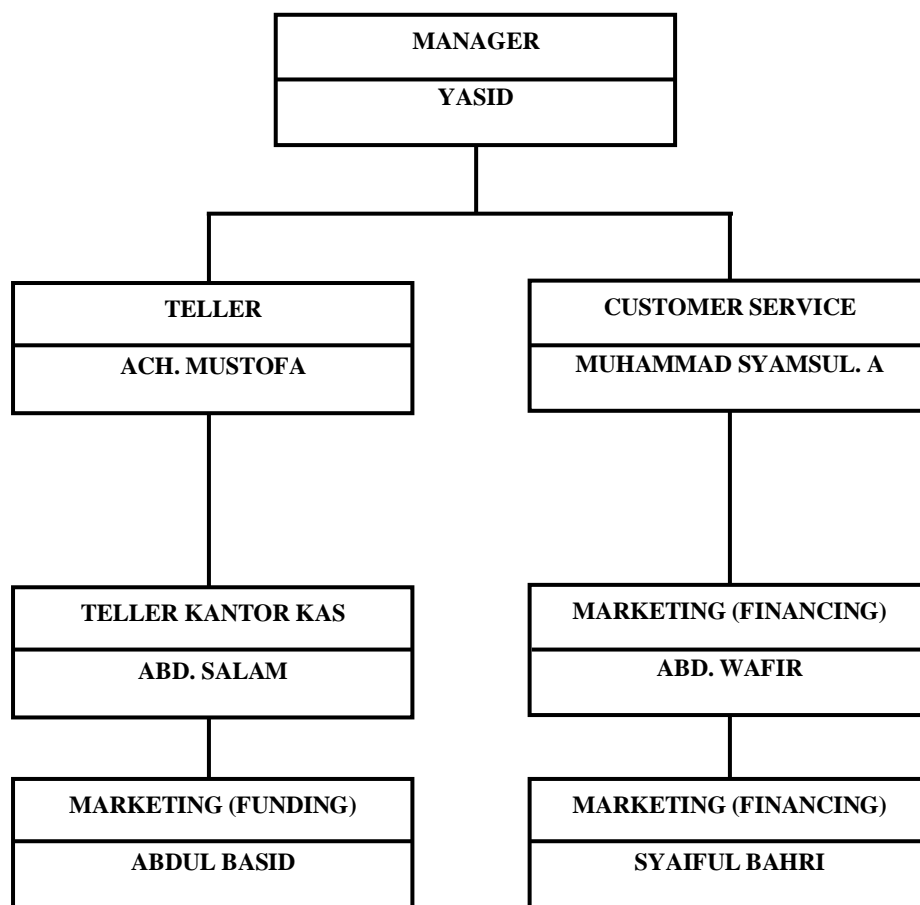 MANAGER
YASID
TELLER
ACH. MUSTOFA
CUSTOMER SERVICE
MUHAMMAD SYAMSUL. A
TELLER KANTOR KAS
ABD. SALAM
MARKETING (FINANCING)
ABD. WAFIR
MARKETING (FUNDING)
ABDUL BASID
MARKETING (FINANCING)
SYAIFUL BAHRI